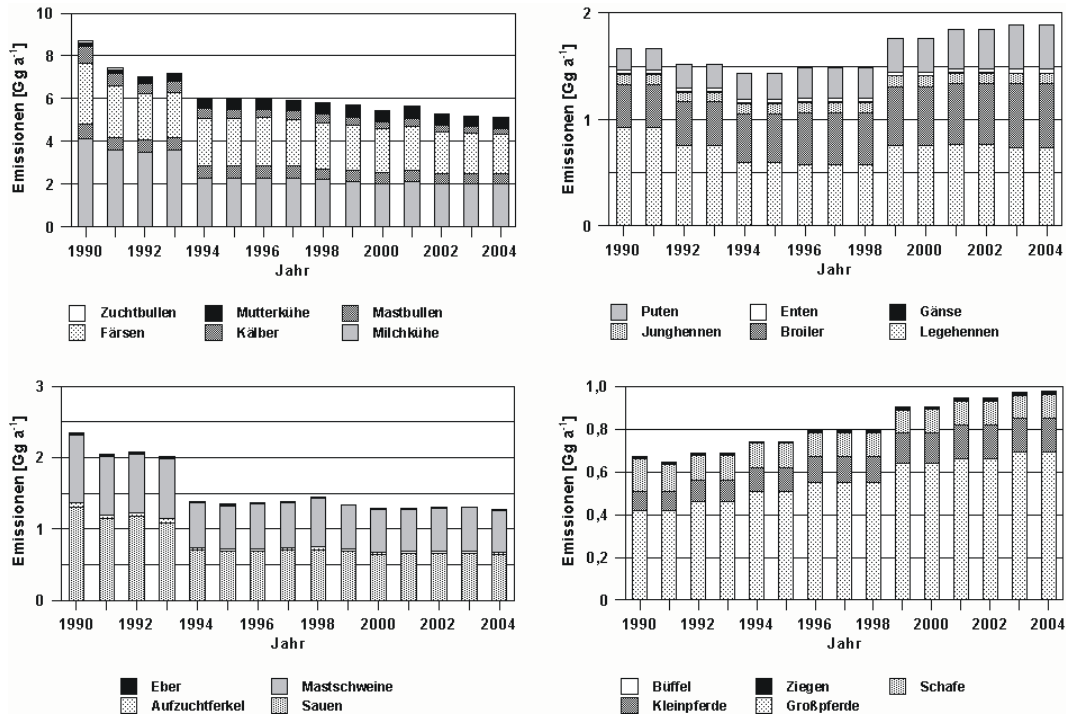 Emissionen [Gg a⁻¹]
10
8
6
4
2
0
1990 1992 1994 1996 1998 2000 2002 2004
Jahr
Zuchtbullen Mutterkühe Mastbullen
Färsen Kälber Milchkühe
Emissionen [Gg a⁻¹]
2
1
0
1990 1992 1994 1996 1998 2000 2002 2004
Jahr
Puten Enten Gänse
Junghennen Broiler Legehennen
Emissionen [Gg a⁻¹]
3
2
1
0
1990 1992 1994 1996 1998 2000 2002 2004
Jahr
Eber Mastschweine
Aufzuchtferkel Sauen
Emissionen [Gg a⁻¹]
1,0
0,8
0,6
0,4
0,2
0,
1990 1992 1994 1996 1998 2000 2002 2004
Jahr
Büffel Ziegen Schafe
Kleinpferde Großpferde